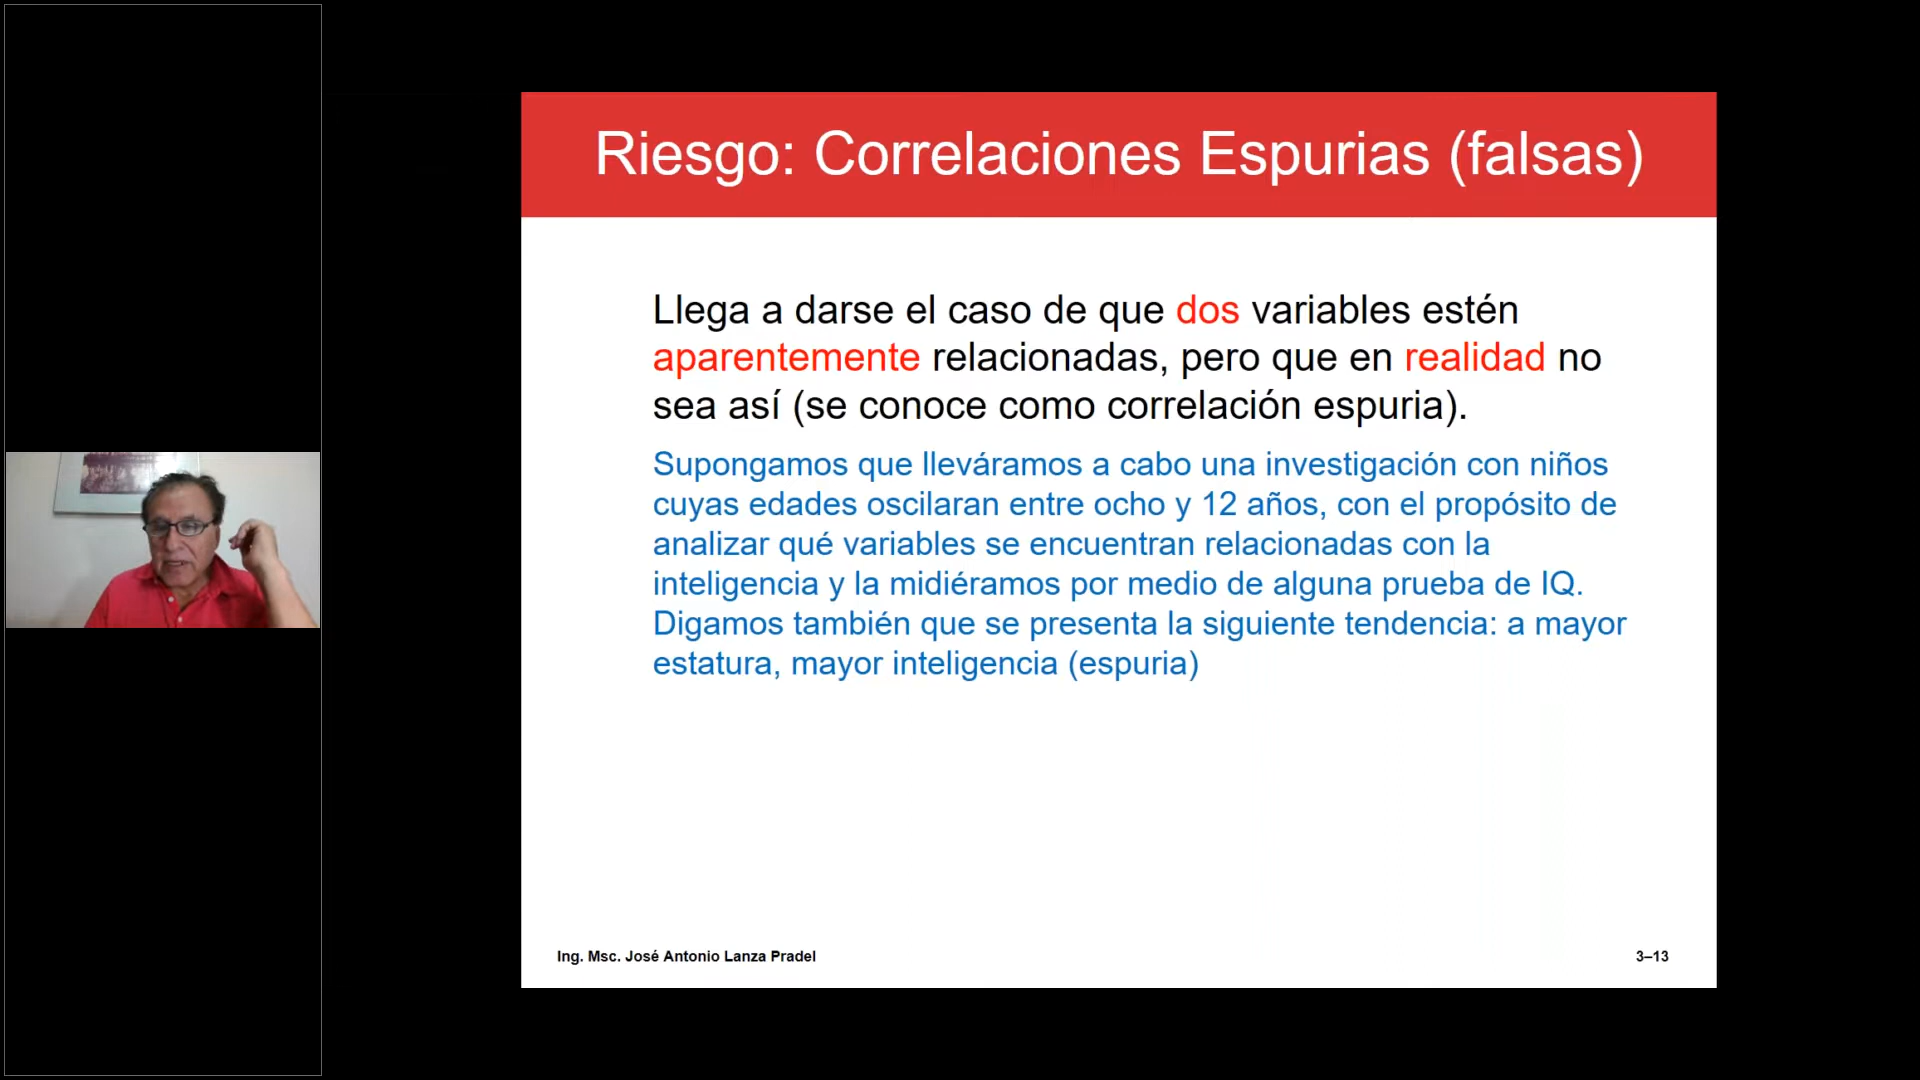 Riesgo: Correlaciones Espurias (falsas)
Llega a darse el caso de que dos variables estén
aparentemente relacionadas, pero que en realidad no
sea así (se conoce como correlación espuria).
Supongamos que lleváramos a cabo una investigación con niños
cuyas edades oscilaran entre ocho y 12 años, con el propósito de
analizar qué variables se encuentran relacionadas con la
inteligencia y la midiéramos por medio de alguna prueba de IQ.
Digamos también que se presenta la siguiente tendencia: a mayor
estatura, mayor inteligencia (espuria)
Ing. Msc. José Antonio Lanza Pradel
3–13